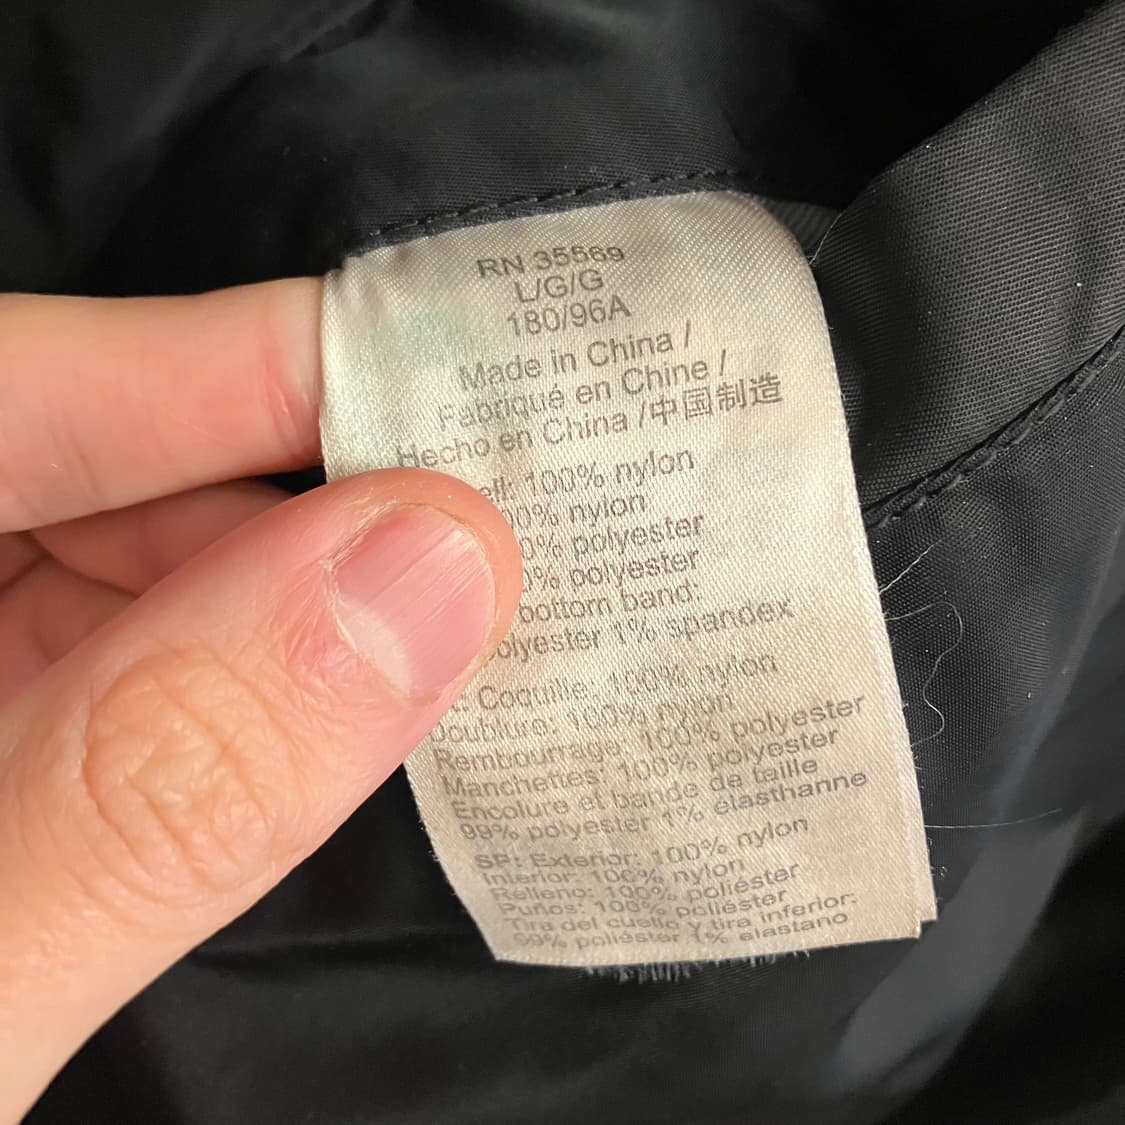 RN 35569
L/G/G
180/96A
Made in China /
Fabriqué en Chine /
Hecho en China /中国制造
ell: 100% nylon
0% nylon
0% polyester
0% polyester
bottom band:
olyester 1% spandex
: Coquille: 100% nylon
oublure: 100% nylon
Rembourrage: 100% polyester
Manchettes: 100% polyester
Encolure et bande de taille
99% polyester 1% élasthanne
SP: Exterior: 100% nylon
Interior: 100% nylon
Relleno: 100% poliéster
Puños: 100% poliéster
Tira del cuello y tira inferior:
99% poliéster 1% elastano